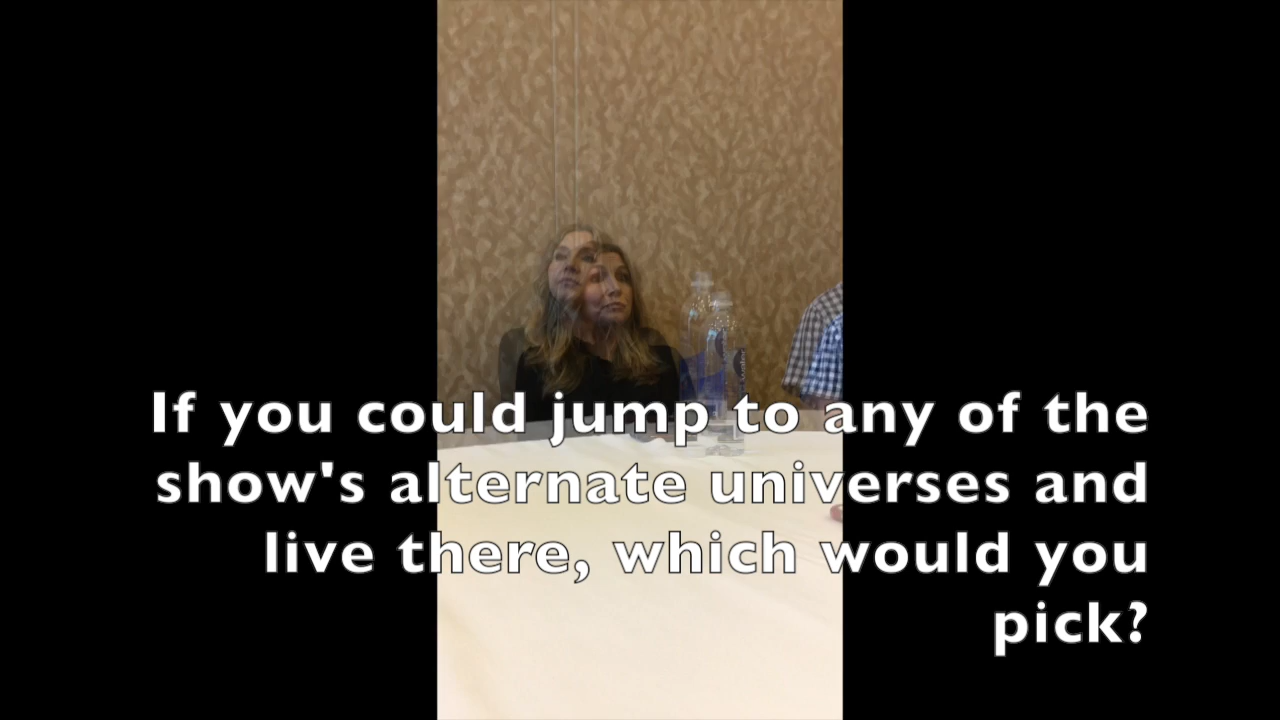 If you could jump to any of the
show's alternate universes and
live there, which would you
pick?